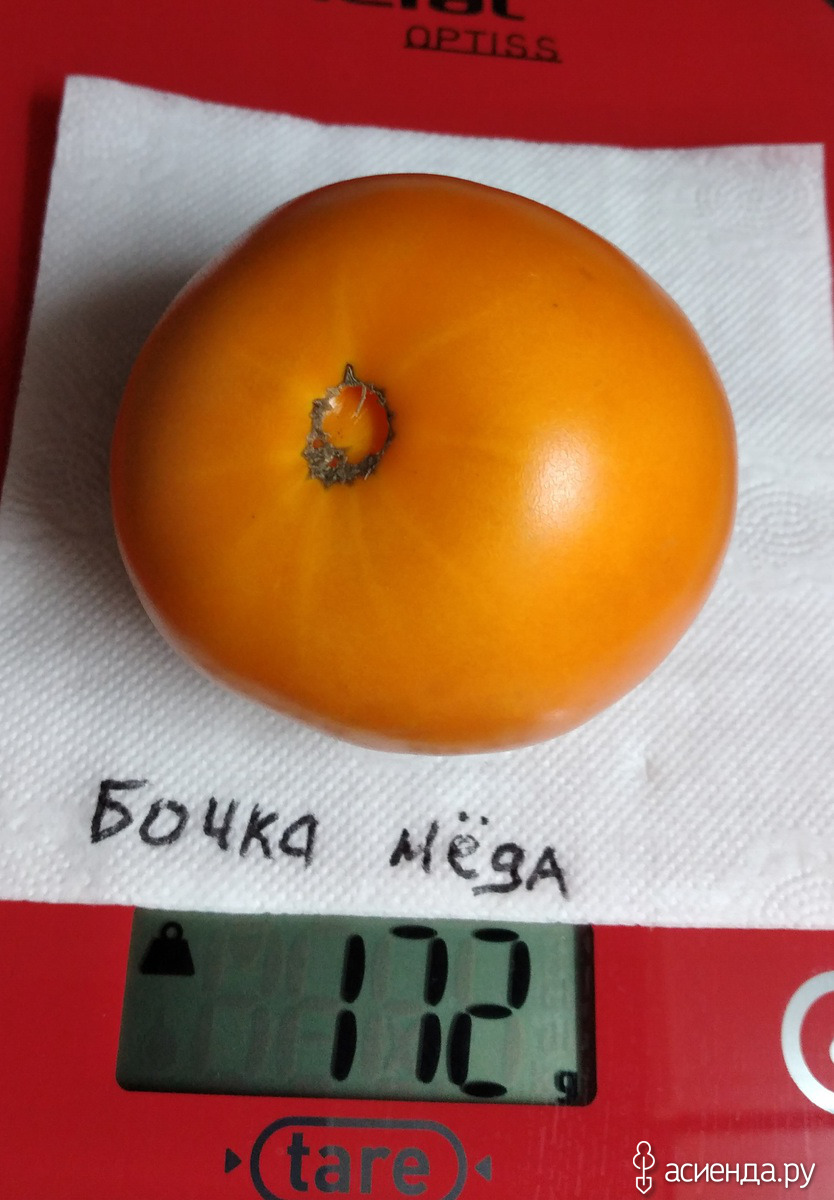 OPTISS
Бочка мёда
172 g
tare
асиенда.ру